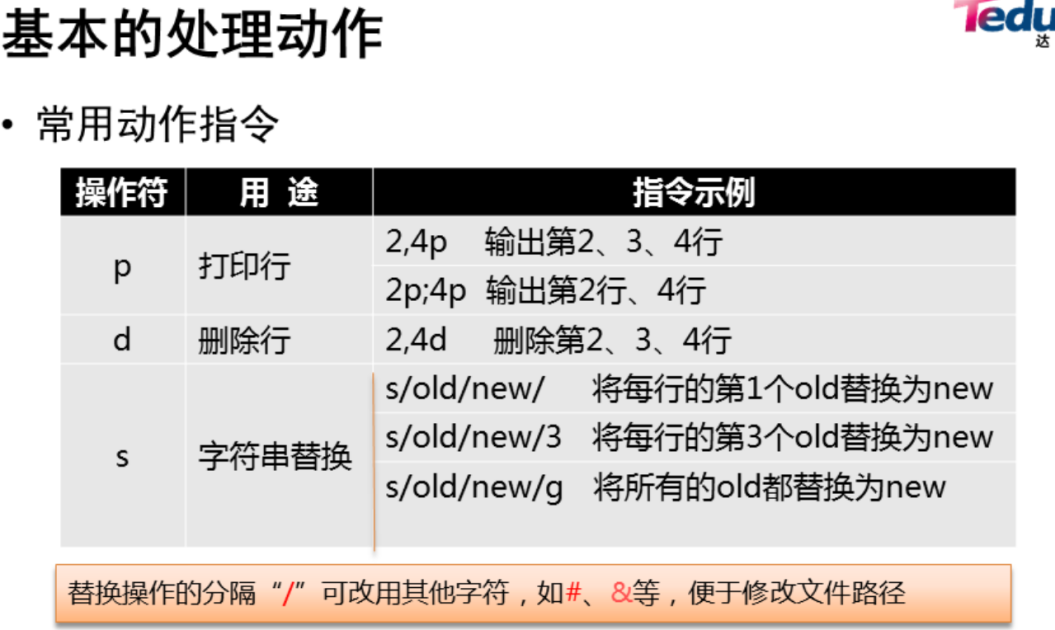 基本的处理动作
Tedu
达
• 常用动作指令
操作符 用 途 指令示例
p 打印行 2,4p 输出第2、3、4行
2p;4p 输出第2行、4行
d 删除行 2,4d 删除第2、3、4行
s 字符串替换 s/old/new/ 将每行的第1个old替换为new
s/old/new/3 将每行的第3个old替换为new
s/old/new/g 将所有的old都替换为new
替换操作的分隔“/”可改用其他字符，如#、&等，便于修改文件路径